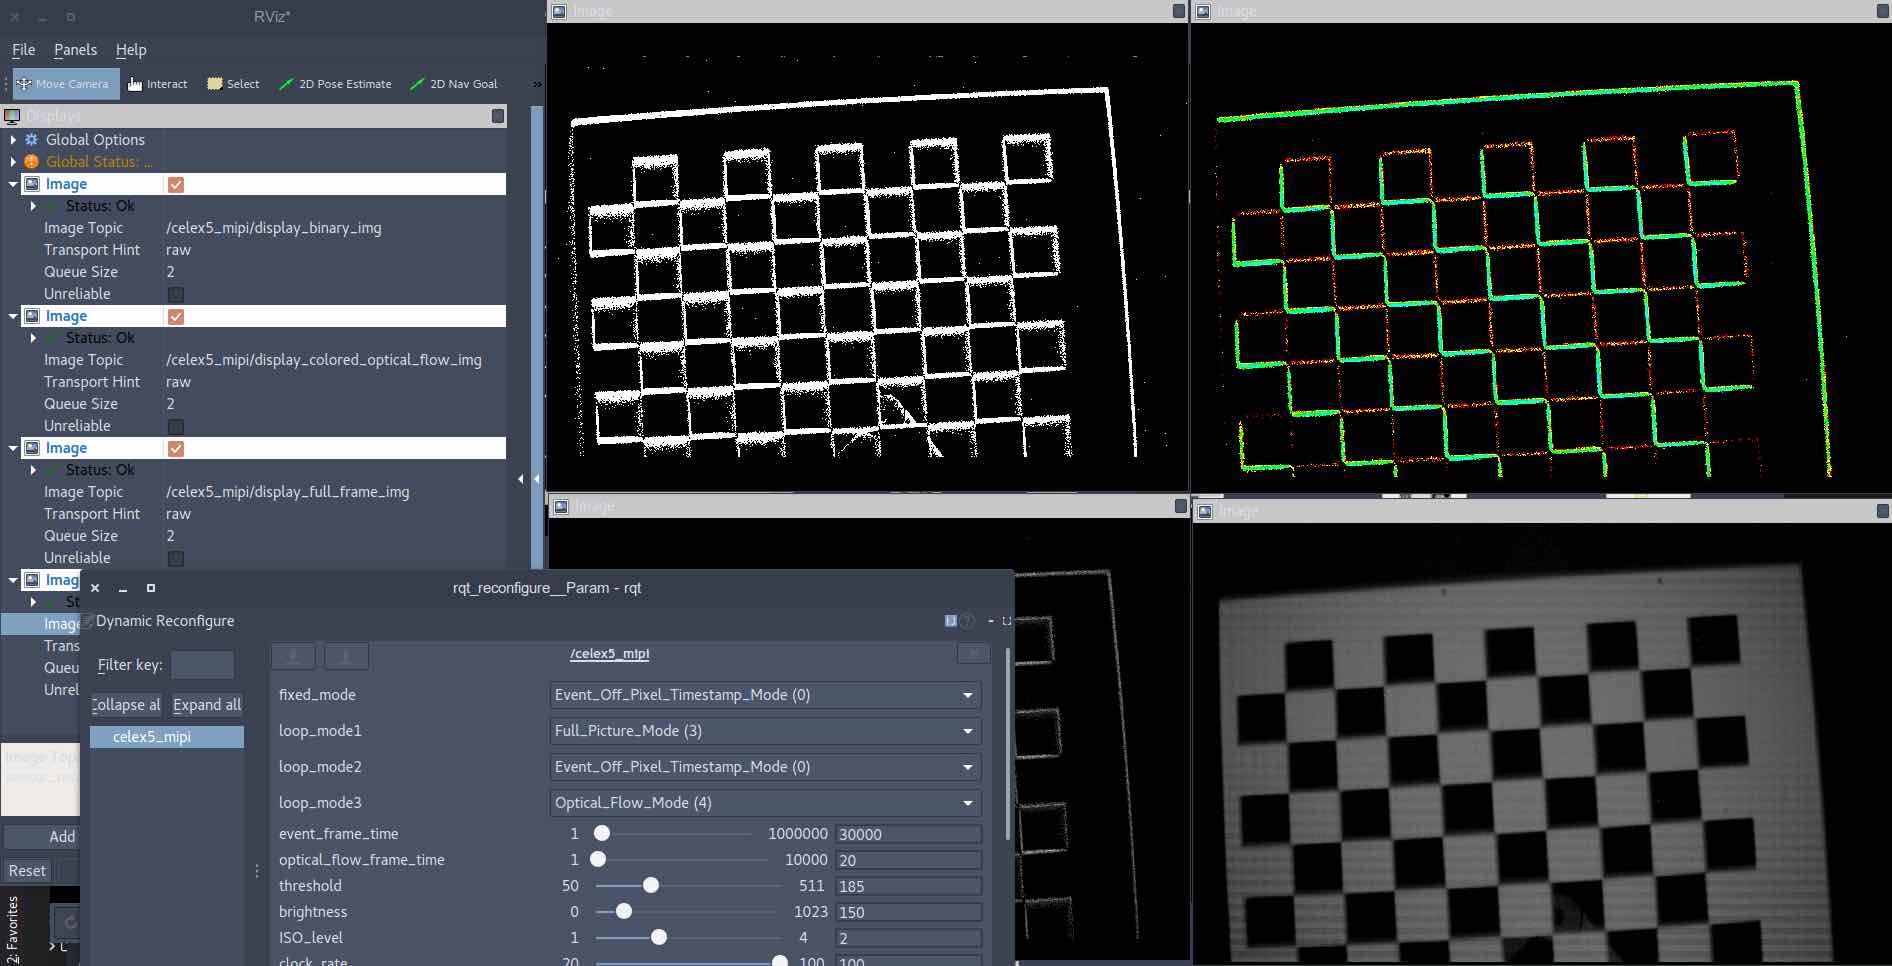 RViz*
File Panels Help
Move Camera Interact Select 2D Pose Estimate 2D Nav Goal »
Displays
Global Options
Global Status: ...
Image
Status: Ok
Image Topic /celex5_mipi/display_binary_img
Transport Hint raw
Queue Size 2
Unreliable
Image
Status: Ok
Image Topic /celex5_mipi/display_colored_optical_flow_img
Transport Hint raw
Queue Size 2
Unreliable
Image
Status: Ok
Image Topic /celex5_mipi/display_full_frame_img
Transport Hint raw
Queue Size 2
Unreliable
Imag
St
Image
Trans
Queu
Unrel
Image Top
Add
Reset
2: Favorites
Image
Image
Image
Image
rqt_reconfigure__Param - rqt
Dynamic Reconfigure
Filter key:
Collapse al Expand all
celex5_mipi
/celex5_mipi
fixed_mode Event_Off_Pixel_Timestamp_Mode (0)
loop_mode1 Full_Picture_Mode (3)
loop_mode2 Event_Off_Pixel_Timestamp_Mode (0)
loop_mode3 Optical_Flow_Mode (4)
event_frame_time 1 1000000 30000
optical_flow_frame_time 1 10000 20
threshold 50 511 185
brightness 0 1023 150
ISO_level 1 4 2
clock_rate 20 100 100